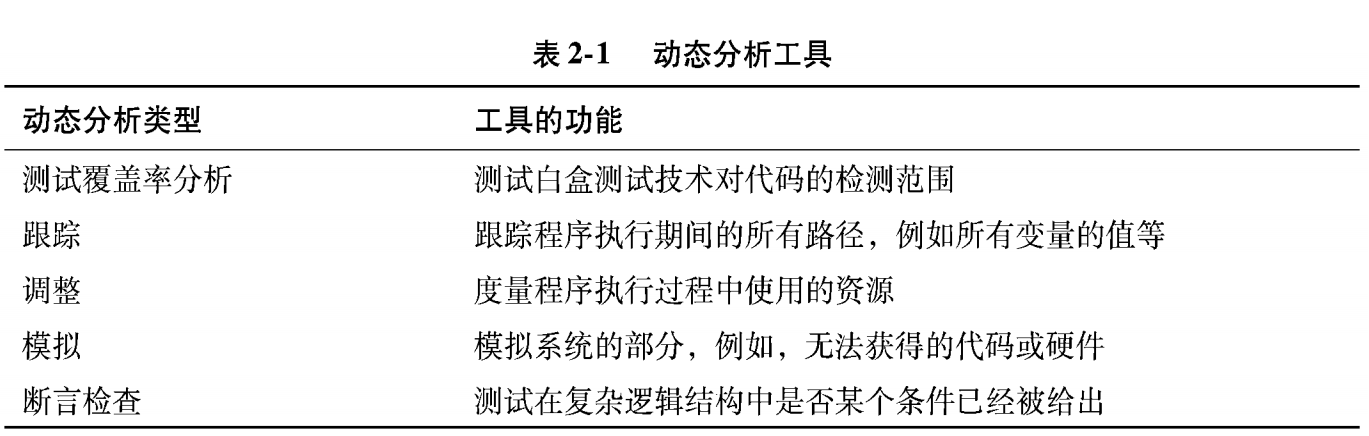 表 2-1 动态分析工具
动态分析类型 工具的功能
测试覆盖率分析 测试白盒测试技术对代码的检测范围
跟踪 跟踪程序执行期间的所有路径，例如所有变量的值等
调整 度量程序执行过程中使用的资源
模拟 模拟系统的部分，例如，无法获得的代码或硬件
断言检查 测试在复杂逻辑结构中是否某个条件已经被给出